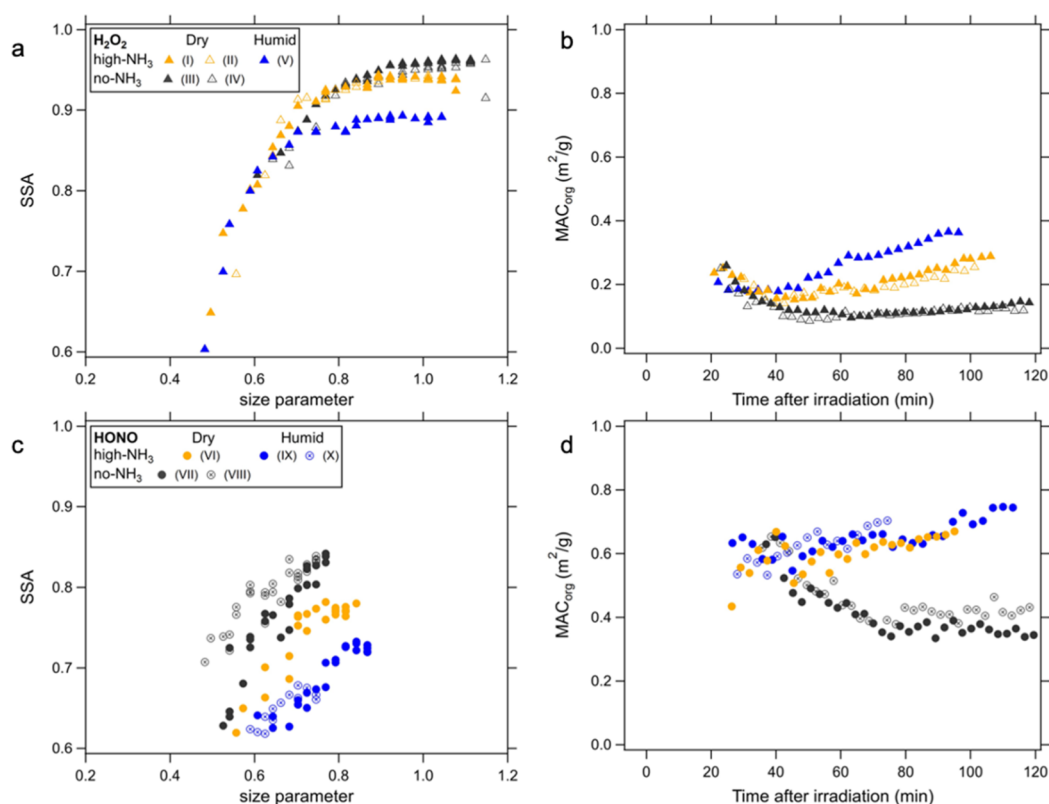 a
SSA
1.0
0.9
0.8
0.7
0.6
H2O2 Dry Humid
high-NH3 (I) (II) (V)
no-NH3 (III) (IV)
0.2 0.4 0.6 0.8 1.0 1.2
size parameter
b
MACorg (m²/g)
1.0
0.8
0.6
0.4
0.2
0.0
0 20 40 60 80 100 120
Time after irradiation (min)
c
SSA
1.0
0.9
0.8
0.7
0.6
HONO Dry Humid
high-NH3 (VI) (IX) (X)
no-NH3 (VII) (VIII)
0.2 0.4 0.6 0.8 1.0 1.2
size parameter
d
MACorg (m²/g)
1.0
0.8
0.6
0.4
0.2
0.0
0 20 40 60 80 100 120
Time after irradiation (min)